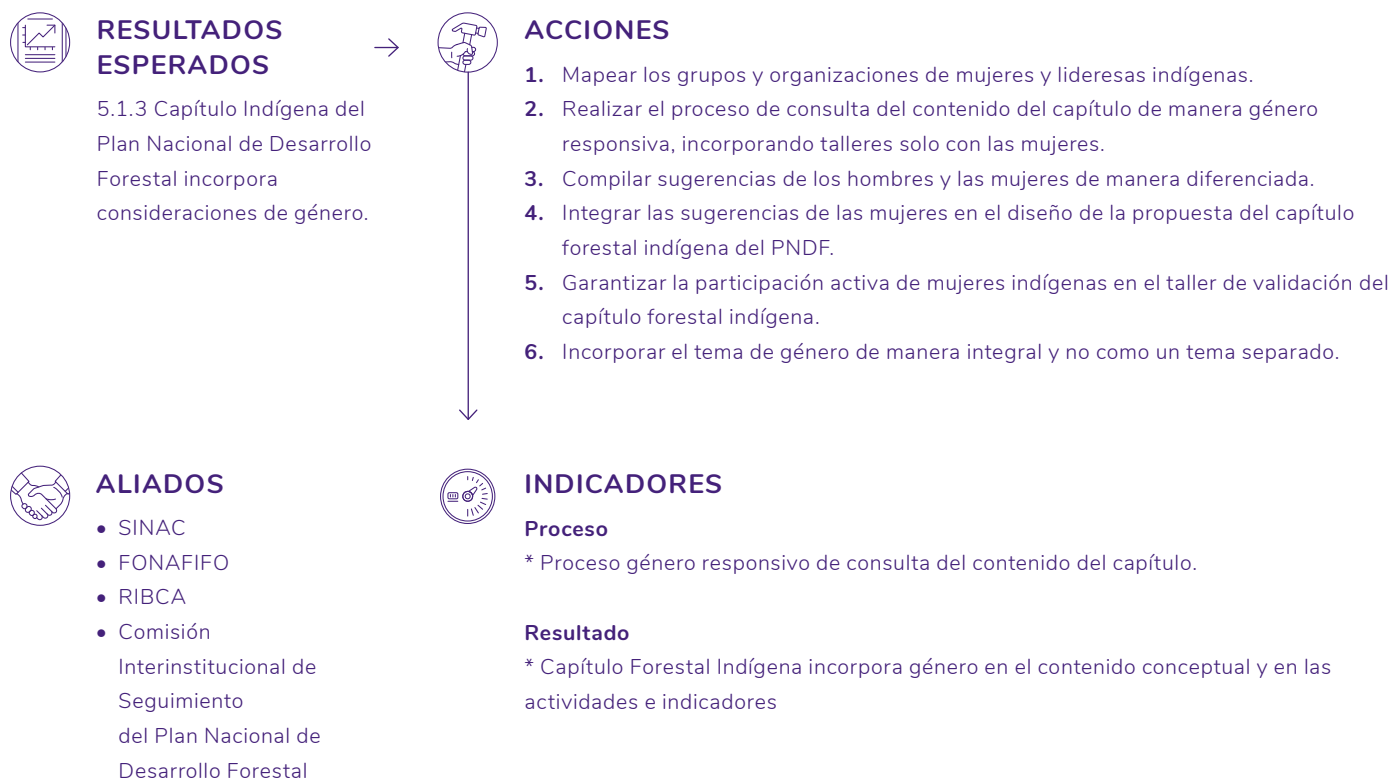 RESULTADOS
ESPERADOS
5.1.3 Capítulo Indígena del
Plan Nacional de Desarrollo
Forestal incorpora
consideraciones de género.
ACCIONES
1. Mapear los grupos y organizaciones de mujeres y lideresas indígenas.
2. Realizar el proceso de consulta del contenido del capítulo de manera género
responsiva, incorporando talleres solo con las mujeres.
3. Compilar sugerencias de los hombres y las mujeres de manera diferenciada.
4. Integrar las sugerencias de las mujeres en el diseño de la propuesta del capítulo
forestal indígena del PNDF.
5. Garantizar la participación activa de mujeres indígenas en el taller de validación del
capítulo forestal indígena.
6. Incorporar el tema de género de manera integral y no como un tema separado.
ALIADOS
• SINAC
• FONAFIFO
• RIBCA
• Comisión
Interinstitucional de
Seguimiento
del Plan Nacional de
Desarrollo Forestal
INDICADORES
Proceso
* Proceso género responsivo de consulta del contenido del capítulo.
Resultado
* Capítulo Forestal Indígena incorpora género en el contenido conceptual y en las
actividades e indicadores